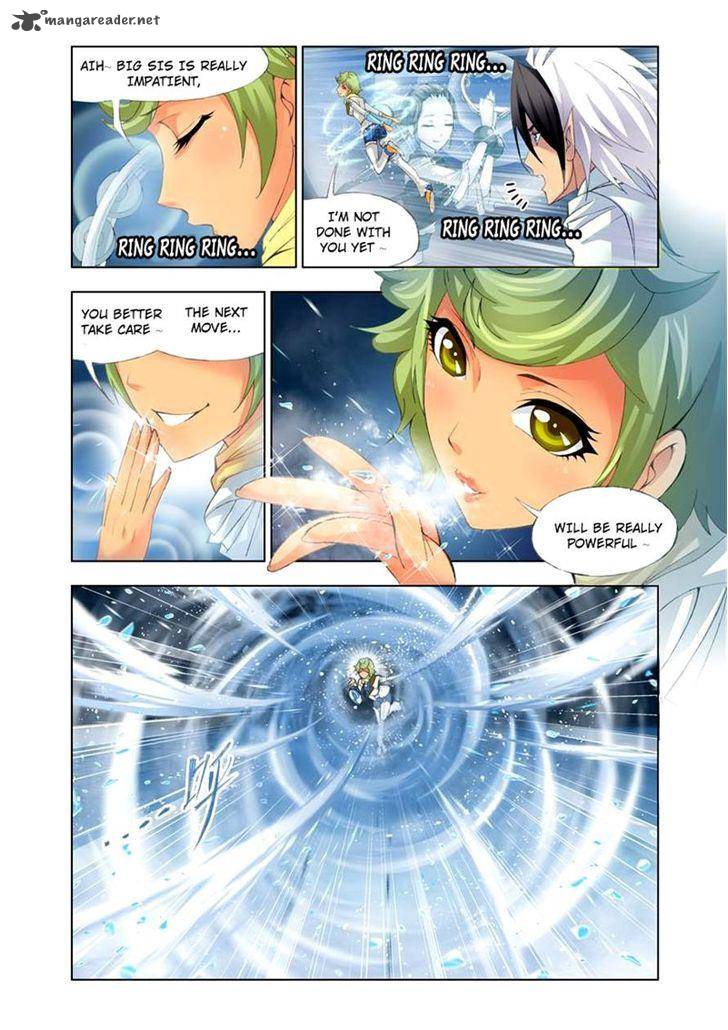 mangareader.net
AIH~ BIG SIS IS REALLY
IMPATIENT,
RING RING RING...
RING RING RING...
I'M NOT
DONE WITH
YOU YET ~
RING RING RING...
YOU BETTER
TAKE CARE ~
THE NEXT
MOVE...
WILL BE REALLY
POWERFUL ~